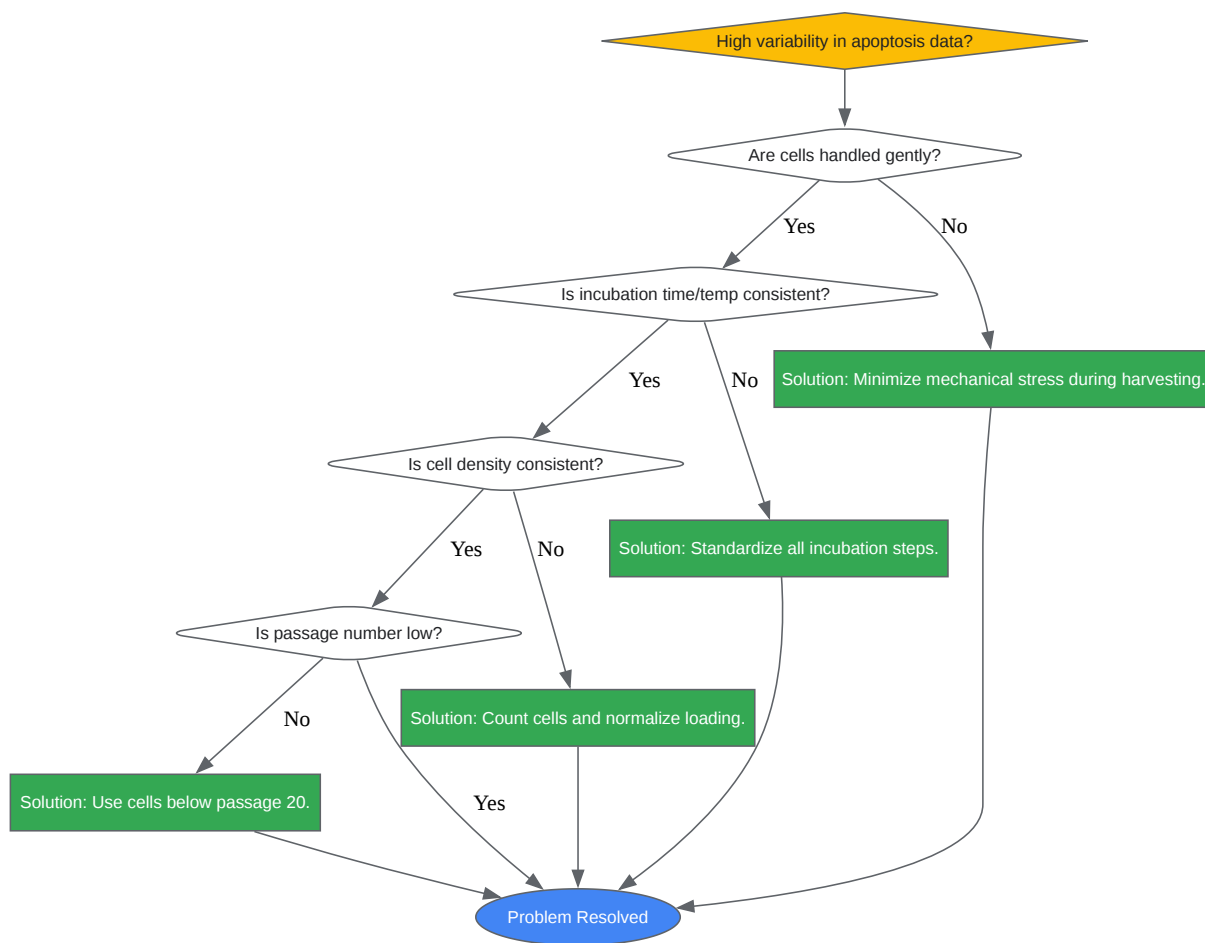 High variability in apoptosis data?
Are cells handled gently?
Yes
No
Is incubation time/temp consistent?
Yes
No
Solution: Minimize mechanical stress during harvesting.
Is cell density consistent?
Yes
No
Solution: Standardize all incubation steps.
Is passage number low?
No
Solution: Count cells and normalize loading.
Solution: Use cells below passage 20.
Yes
Problem Resolved